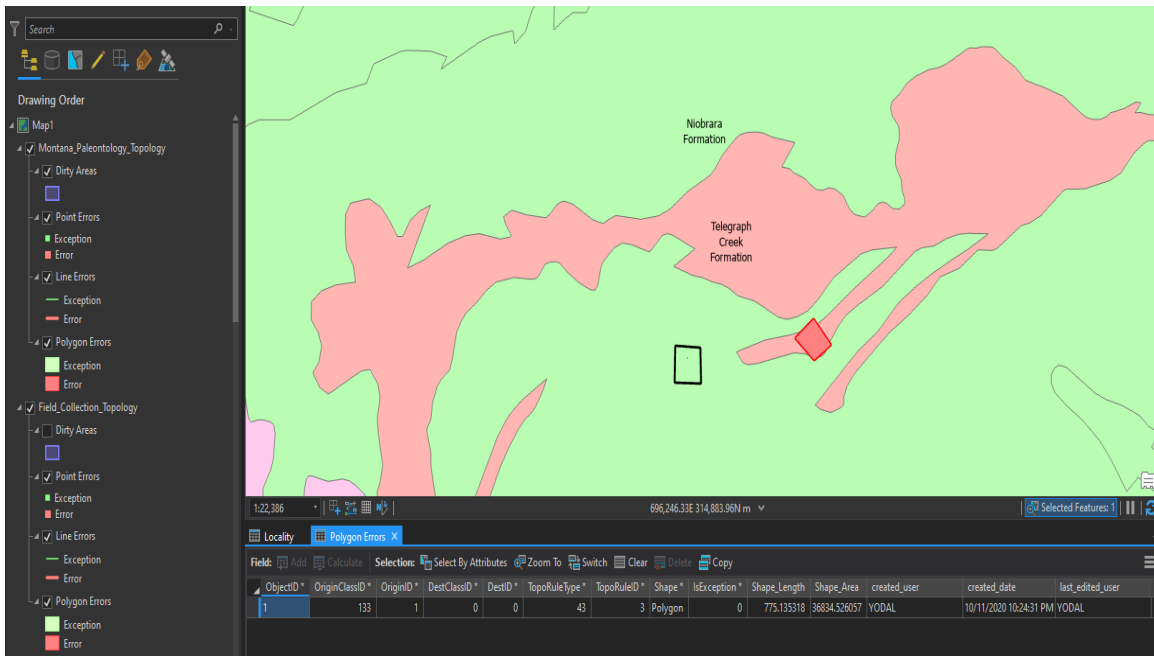 Search
Drawing Order
Map1
Montana_Paleontology_Topology
Dirty Areas
Point Errors
Exception
Error
Line Errors
Exception
Error
Polygon Errors
Exception
Error
Field_Collection_Topology
Dirty Areas
Point Errors
Exception
Error
Line Errors
Exception
Error
Polygon Errors
Exception
Error
Niobrara
Formation
Telegraph
Creek
Formation
1:22,386
696,246.33E 314,883.96N m
Selected Features: 1
Locality
Polygon Errors X
Field: Add Calculate Selection: Select By Attributes Zoom To Switch Clear Delete Copy
ObjectID * OriginClassID * OriginID * DestClassID * DestID * TopoRuleType * TopoRuleID * Shape * IsException * Shape_Length Shape_Area created_user created_date last_edited_user
1 133 1 0 0 43 3 Polygon 0 775.135318 36834.526057 YODAL 10/11/2020 10:24:31 PM YODAL